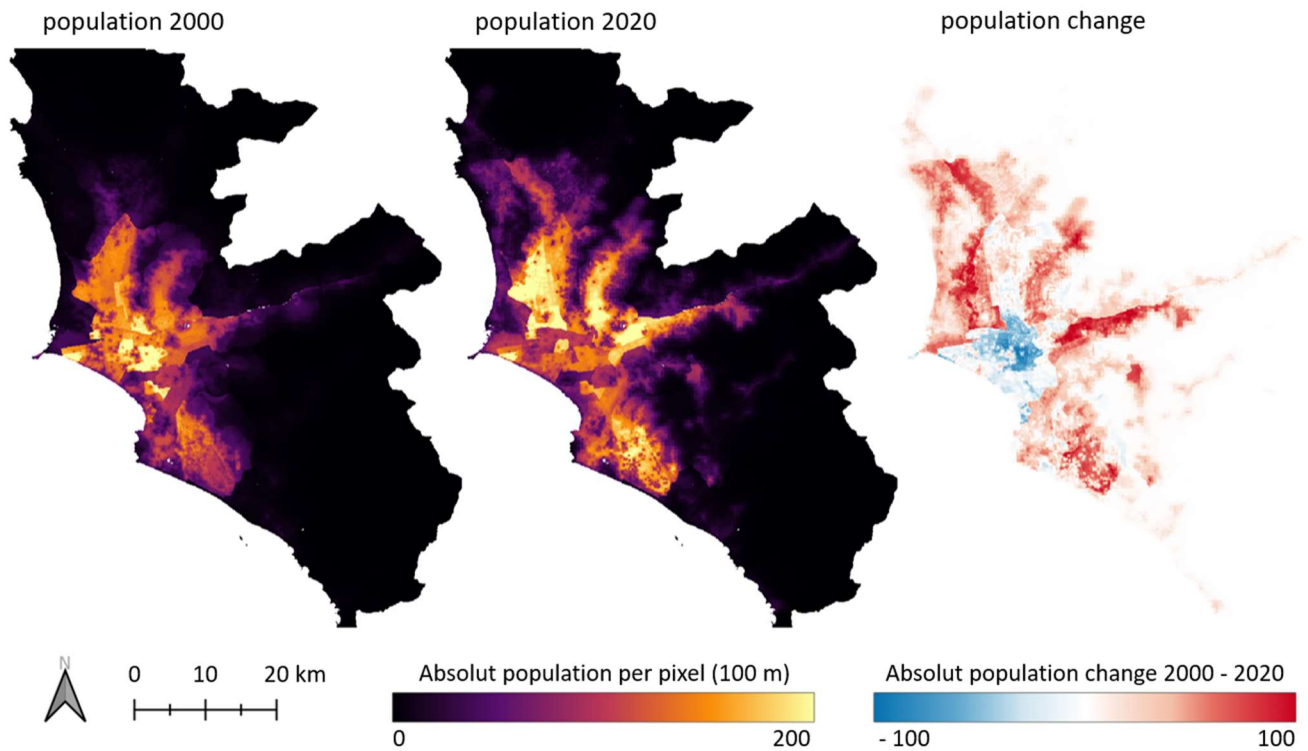 population 2000
population 2020
population change
N
0 10 20 km
Absolut population per pixel (100 m)
0 200
Absolut population change 2000 - 2020
- 100 100